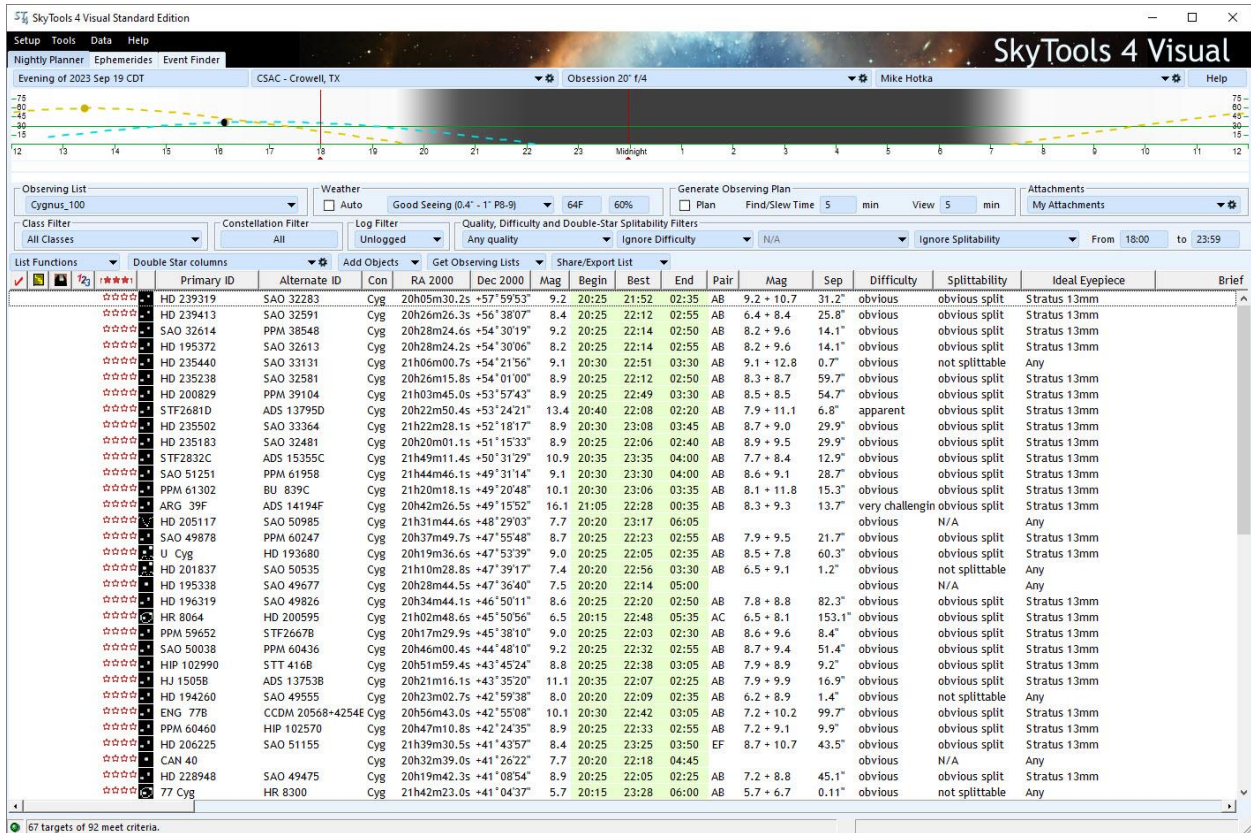 SkyTools 4 Visual Standard Edition
Setup Tools Data Help
SkyTools 4 Visual
Nightly Planner Ephemerides Event Finder
Evening of 2023 Sep 19 CDT CSAC - Crowell, TX Obsession 20" f/4 Mike Hotka Help
75 75
60 60
45 45
30 30
15 15
12 13 14 15 16 17 18 19 20 21 22 23 Midnight 1 2 3 4 5 6 7 8 9 10 11 12
Observing List Weather Generate Observing Plan Attachments
Cygnus_100 Auto Good Seeing (0.4" - 1" P8-9) 64F 60% Plan Find/Slew Time 5 min View 5 min My Attachments
Class Filter Constellation Filter Log Filter Quality, Difficulty and Double-Star Splitability Filters
All Classes All Unlogged Any quality Ignore Difficulty N/A Ignore Splitability From 18:00 to 23:59
List Functions Double Star columns Add Objects Get Observing Lists Share/Export List
Primary ID Alternate ID Con RA 2000 Dec 2000 Mag Begin Best End Pair Mag Sep Difficulty Splittability Ideal Eyepiece Brief
HD 239319 SAO 32283 Cyg 20h05m30.2s +57°59'53" 9.2 20:25 21:52 02:35 AB 9.2 + 10.7 31.2" obvious obvious split Stratus 13mm
HD 239413 SAO 32591 Cyg 20h26m26.3s +56°38'07" 8.4 20:25 22:12 02:55 AB 6.4 + 8.4 25.8" obvious obvious split Stratus 13mm
SAO 32614 PPM 38548 Cyg 20h28m24.6s +54°30'19" 9.2 20:25 22:14 02:50 AB 8.2 + 9.6 14.1" obvious obvious split Stratus 13mm
HD 195372 SAO 32613 Cyg 20h28m24.2s +54°30'06" 8.2 20:25 22:14 02:55 AB 8.2 + 9.6 14.1" obvious obvious split Stratus 13mm
HD 235440 SAO 33131 Cyg 21h06m00.7s +54°21'56" 9.1 20:30 22:51 03:30 AB 9.1 + 12.8 0.7" obvious not splittable Any
HD 235238 SAO 32581 Cyg 20h26m15.8s +54°01'00" 8.9 20:25 22:12 02:50 AB 8.3 + 8.7 59.7" obvious obvious split Stratus 13mm
HD 200829 PPM 39104 Cyg 21h03m45.0s +53°57'43" 8.9 20:25 22:49 03:30 AB 8.5 + 8.5 54.7" obvious obvious split Stratus 13mm
STF2681D ADS 13795D Cyg 20h22m50.4s +53°24'21" 13.4 20:40 22:08 02:20 AB 7.9 + 11.1 6.8" apparent obvious split Stratus 13mm
HD 235502 SAO 33364 Cyg 21h22m28.1s +52°18'17" 8.9 20:30 23:08 03:45 AB 8.7 + 9.0 29.9" obvious obvious split Stratus 13mm
HD 235183 SAO 32481 Cyg 20h20m01.1s +51°15'33" 8.9 20:25 22:06 02:40 AB 8.9 + 9.5 29.9" obvious obvious split Stratus 13mm
STF2832C ADS 15355C Cyg 21h49m11.4s +50°31'29" 10.9 20:35 23:35 04:00 AB 7.7 + 8.4 12.9" obvious obvious split Stratus 13mm
SAO 51251 PPM 61958 Cyg 21h44m46.1s +49°31'14" 9.1 20:30 23:30 04:00 AB 8.6 + 9.1 28.7" obvious obvious split Stratus 13mm
PPM 61302 BU 839C Cyg 21h20m18.1s +49°20'48" 10.1 20:30 23:06 03:35 AB 8.1 + 11.8 15.3" obvious obvious split Stratus 13mm
ARG 39F ADS 14194F Cyg 20h42m26.5s +49°15'52" 16.1 21:05 22:28 00:35 AB 8.3 + 9.3 13.7" very challengin obvious split Stratus 13mm
HD 205117 SAO 50985 Cyg 21h31m44.6s +48°29'03" 7.7 20:20 23:17 06:05 obvious N/A Any
SAO 49878 PPM 60247 Cyg 20h37m49.7s +47°55'48" 8.7 20:25 22:23 02:55 AB 7.9 + 9.5 21.7" obvious obvious split Stratus 13mm
U Cyg HD 193680 Cyg 20h19m36.6s +47°53'39" 9.0 20:25 22:05 02:35 AB 8.5 + 7.8 60.3" obvious obvious split Stratus 13mm
HD 201837 SAO 50535 Cyg 21h10m28.8s +47°39'17" 7.4 20:20 22:56 03:30 AB 6.5 + 9.1 1.2" obvious not splittable Any
HD 195338 SAO 49677 Cyg 20h28m44.5s +47°36'40" 7.5 20:20 22:14 05:00 obvious N/A Any
HD 196319 SAO 49826 Cyg 20h34m44.1s +46°50'11" 8.6 20:25 22:20 02:50 AB 7.8 + 8.8 82.3" obvious obvious split Stratus 13mm
HR 8064 HD 200595 Cyg 21h02m48.6s +45°50'56" 6.5 20:15 22:48 05:35 AC 6.5 + 8.1 153.1" obvious obvious split Stratus 13mm
PPM 59652 STF2667B Cyg 20h17m29.9s +45°38'10" 9.0 20:25 22:03 02:30 AB 8.6 + 9.6 8.4" obvious obvious split Stratus 13mm
SAO 50038 PPM 60436 Cyg 20h46m00.4s +44°48'10" 9.2 20:25 22:32 02:55 AB 8.7 + 9.4 51.4" obvious obvious split Stratus 13mm
HIP 102990 STT 416B Cyg 20h51m59.4s +43°45'24" 8.8 20:25 22:38 03:05 AB 7.9 + 8.9 9.2" obvious obvious split Stratus 13mm
HJ 1505B ADS 13753B Cyg 20h21m16.1s +43°35'20" 11.1 20:35 22:07 02:25 AB 7.9 + 9.9 16.9" obvious obvious split Stratus 13mm
HD 194260 SAO 49555 Cyg 20h23m02.7s +42°59'38" 8.0 20:20 22:09 02:35 AB 6.2 + 8.9 1.4" obvious not splittable Any
ENG 77B CCDM 20568+4254E Cyg 20h56m43.0s +42°55'08" 10.1 20:30 22:42 03:05 AB 7.2 + 10.2 99.7" obvious obvious split Stratus 13mm
PPM 60460 HIP 102570 Cyg 20h47m10.8s +42°24'35" 8.9 20:25 22:33 02:55 AB 7.2 + 9.1 9.9" obvious obvious split Stratus 13mm
HD 206225 SAO 51155 Cyg 21h39m30.5s +41°43'57" 8.4 20:25 23:25 03:50 EF 8.7 + 10.7 43.5" obvious obvious split Stratus 13mm
CAN 40 Cyg 20h32m39.0s +41°26'22" 7.7 20:20 22:18 04:45 obvious N/A Any
HD 228948 SAO 49475 Cyg 20h19m42.3s +41°08'54" 8.9 20:25 22:05 02:25 AB 7.2 + 8.8 45.1" obvious obvious split Stratus 13mm
77 Cyg HR 8300 Cyg 21h42m23.0s +41°04'37" 5.7 20:15 23:28 06:00 AB 5.7 + 6.7 0.11" obvious not splittable Any
67 targets of 92 meet criteria.